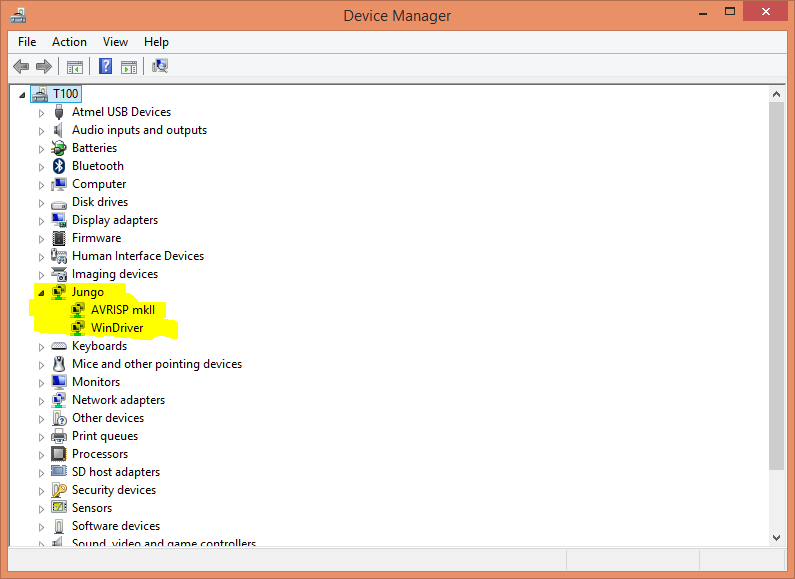 Device Manager
File Action View Help
T100
Atmel USB Devices
Audio inputs and outputs
Batteries
Bluetooth
Computer
Disk drives
Display adapters
Firmware
Human Interface Devices
Imaging devices
Jungo
AVRISP mkII
WinDriver
Keyboards
Mice and other pointing devices
Monitors
Network adapters
Other devices
Print queues
Processors
SD host adapters
Security devices
Sensors
Software devices
Sound, video and game controllers